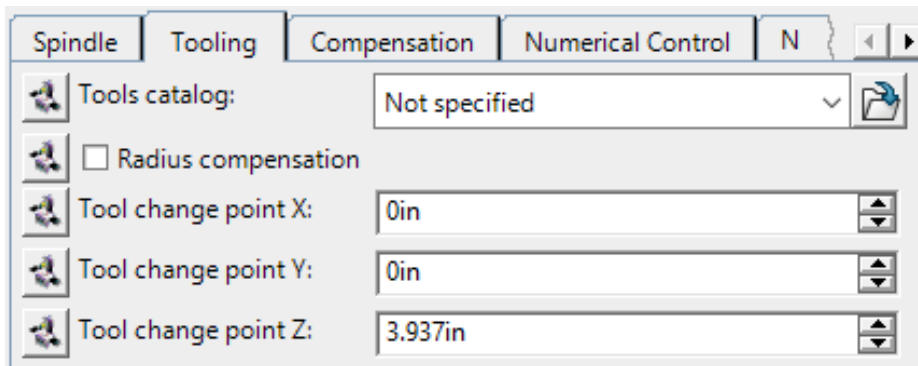 Spindle Tooling Compensation Numerical Control N
Tools catalog: Not specified
Radius compensation
Tool change point X: 0in
Tool change point Y: 0in
Tool change point Z: 3.937in